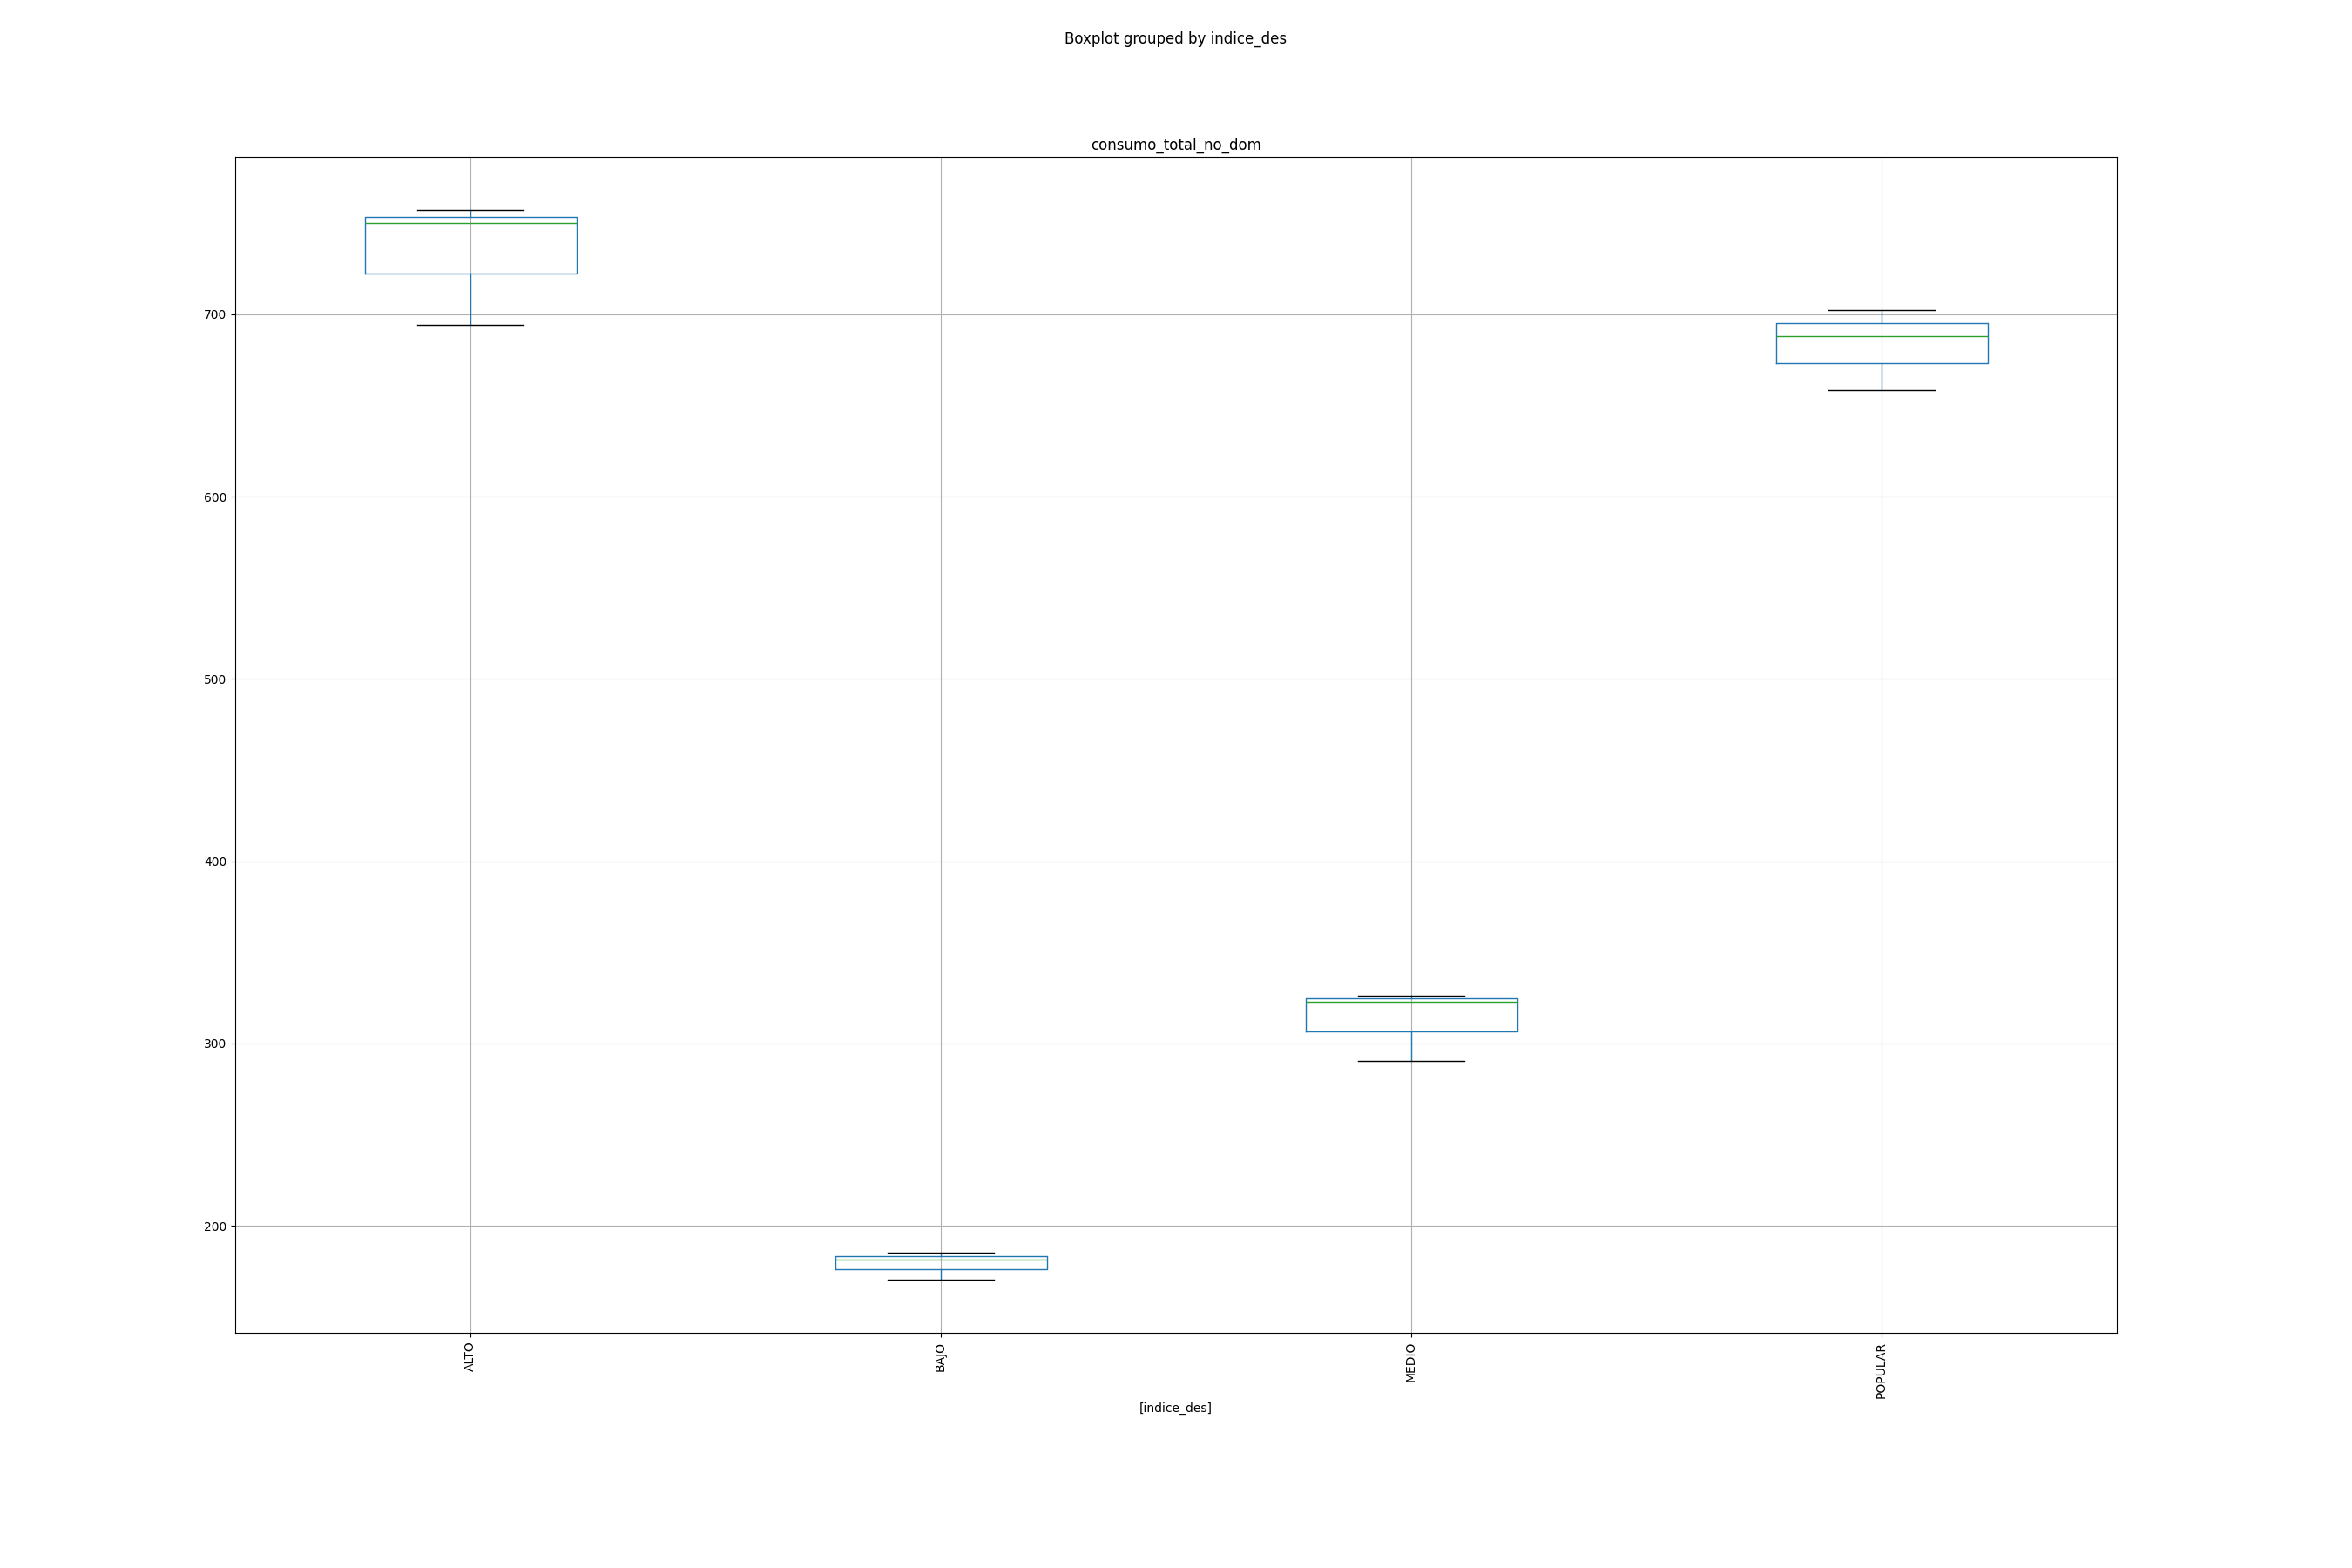 Boxplot grouped by indice_des
consumo_total_no_dom
700
600
500
400
300
200
ALTO
BAJO
MEDIO
POPULAR
[indice_des]